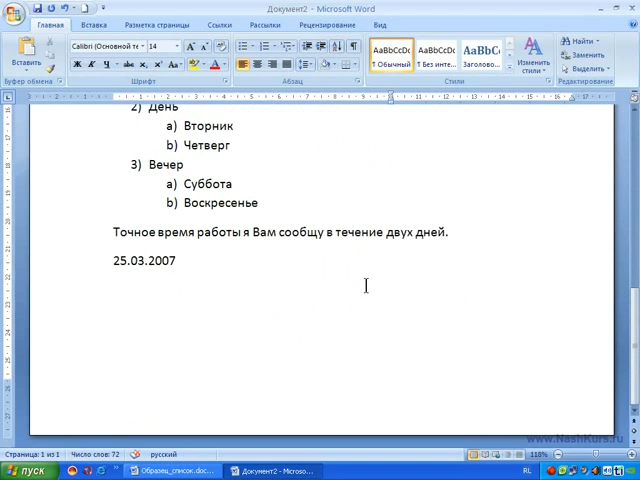 Документ2 - Microsoft Word
Главная Вставка Разметка страницы Ссылки Рассылки Рецензирование Вид
Calibri (Основной те 14
Вставить
Ж К Ч
AaBbCcDc AaBbCcDc AaBbC
¶ Обычный ¶ Без инте... Заголово...
Изменить стили
Найти
Заменить
Выделить
Буфер обмена Шрифт Абзац Стили Редактирование
2) День
a) Вторник
b) Четверг
3) Вечер
a) Суббота
b) Воскресенье
Точное время работы я Вам сообщу в течение двух дней.
25.03.2007
www.NashKurs.ru
Страница: 1 из 1 Число слов: 72 русский 118%
пуск Образец_список.doc... Документ2 - Microso... RL